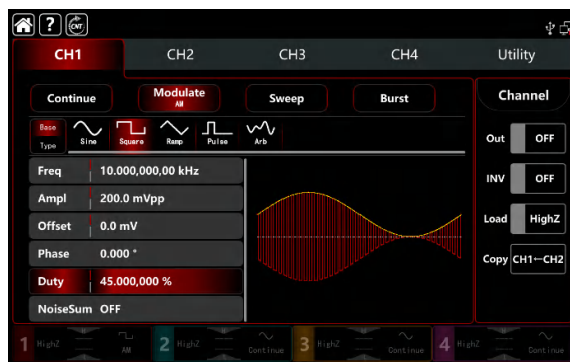 ? CNT
CH1 CH2 CH3 CH4 Utility
Continue Modulate Sweep Burst Channel
AM
Base
Type Sine Square Ramp Pulse Arb
Out OFF
Freq 10.000,000,00 kHz
INV OFF
Ampl 200.0 mVpp
Offset 0.0 mV
Load HighZ
Phase 0.000 °
Copy CH1←CH2
Duty 45.000,000 %
NoiseSum OFF
1 HighZ AM 2 HighZ Continue 3 HighZ Continue 4 HighZ Continue